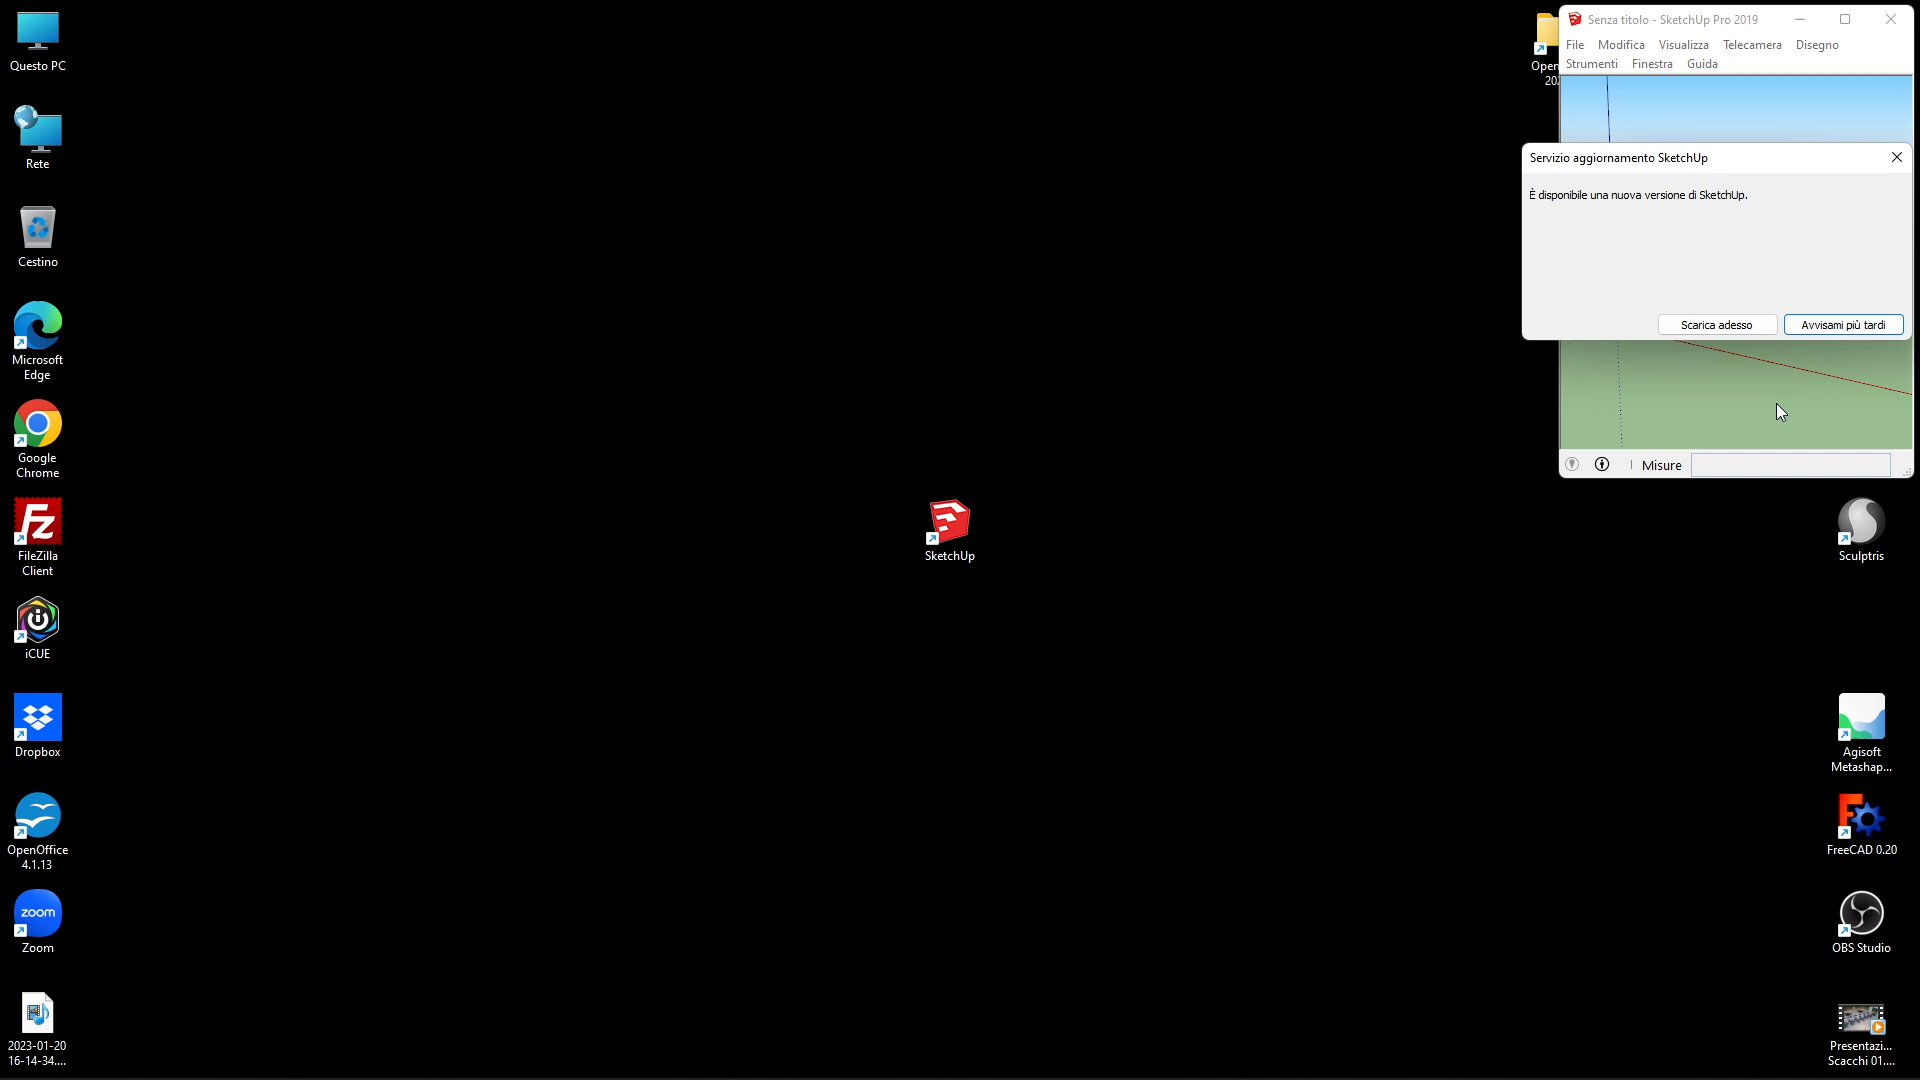 Questo PC
Rete
Cestino
Microsoft
Edge
Google
Chrome
FileZilla
Client
iCUE
Dropbox
OpenOffice
4.1.13
zoom
Zoom
2023-01-20
16-14-34....
SketchUp
Open
Senza titolo - SketchUp Pro 2019
File Modifica Visualizza Telecamera Disegno
Strumenti Finestra Guida
Servizio aggiornamento SketchUp
È disponibile una nuova versione di SketchUp.
Scarica adesso Avvisami più tardi
Misure
Sculptris
Agisoft
Metashap...
FreeCAD 0.20
OBS Studio
Presentazi...
Scacchi 01....